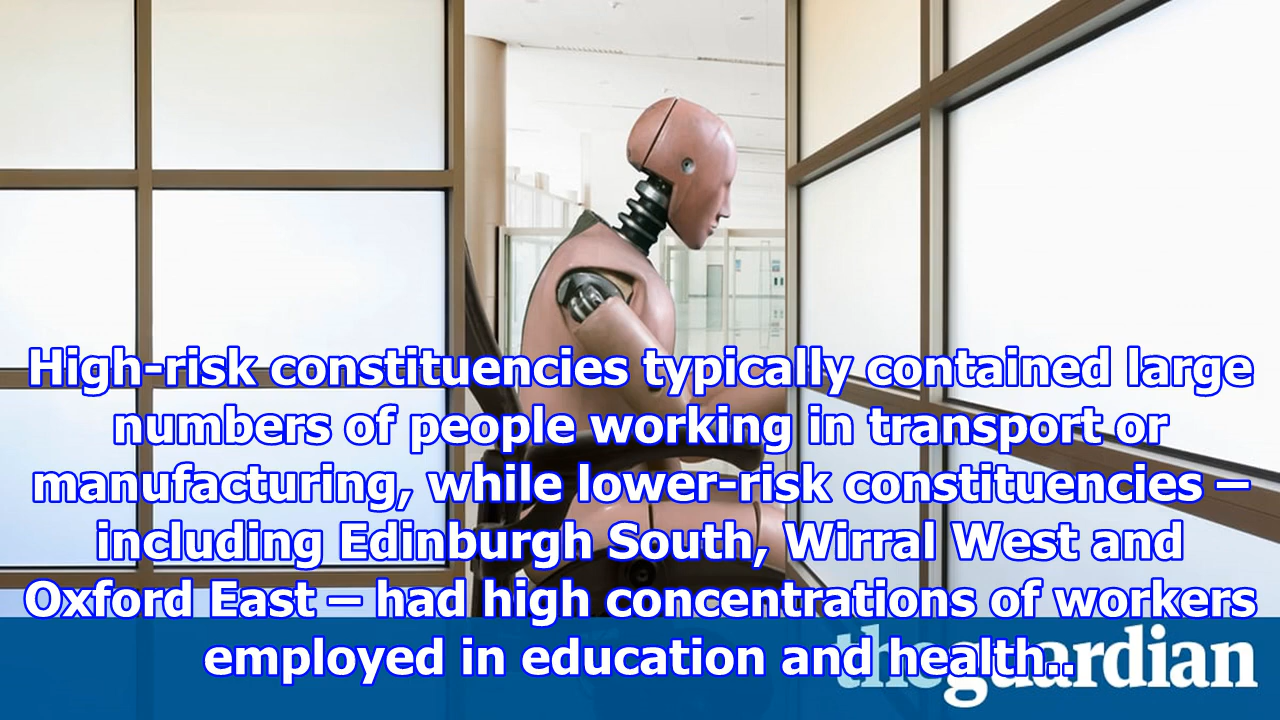 High-risk constituencies typically contained large
numbers of people working in transport or
manufacturing, while lower-risk constituencies –
including Edinburgh South, Wirral West and
Oxford East – had high concentrations of workers
employed in education and health..
theguardian